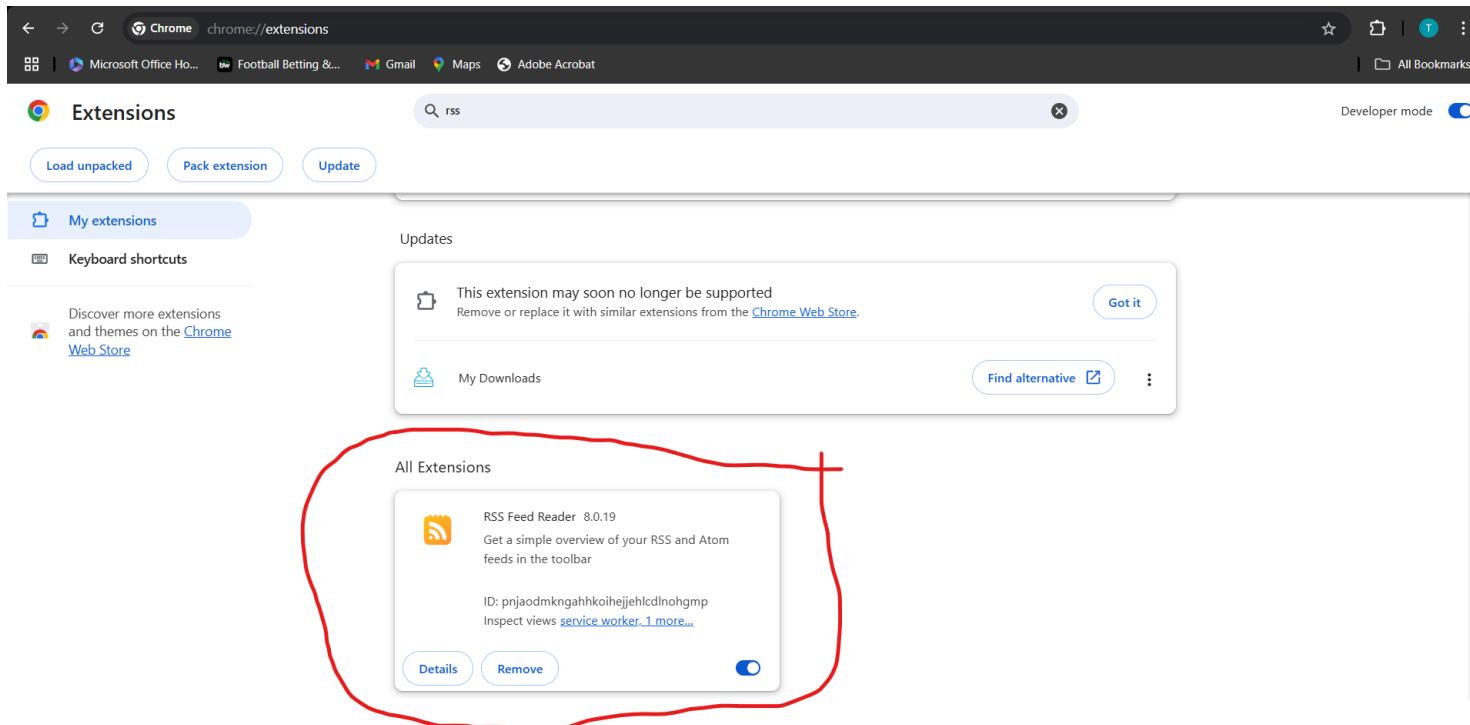 Chrome chrome://extensions
Microsoft Office Ho... Football Betting &... Gmail Maps Adobe Acrobat All Bookmarks
Extensions
rss
Developer mode
Load unpacked Pack extension Update
My extensions
Keyboard shortcuts
Discover more extensions
and themes on the Chrome
Web Store
Updates
This extension may soon no longer be supported
Remove or replace it with similar extensions from the Chrome Web Store.
Got it
My Downloads
Find alternative
All Extensions
RSS Feed Reader 8.0.19
Get a simple overview of your RSS and Atom
feeds in the toolbar
ID: pnjaodmkngahhkoihejjehlcdlnohgmp
Inspect views service worker, 1 more...
Details Remove